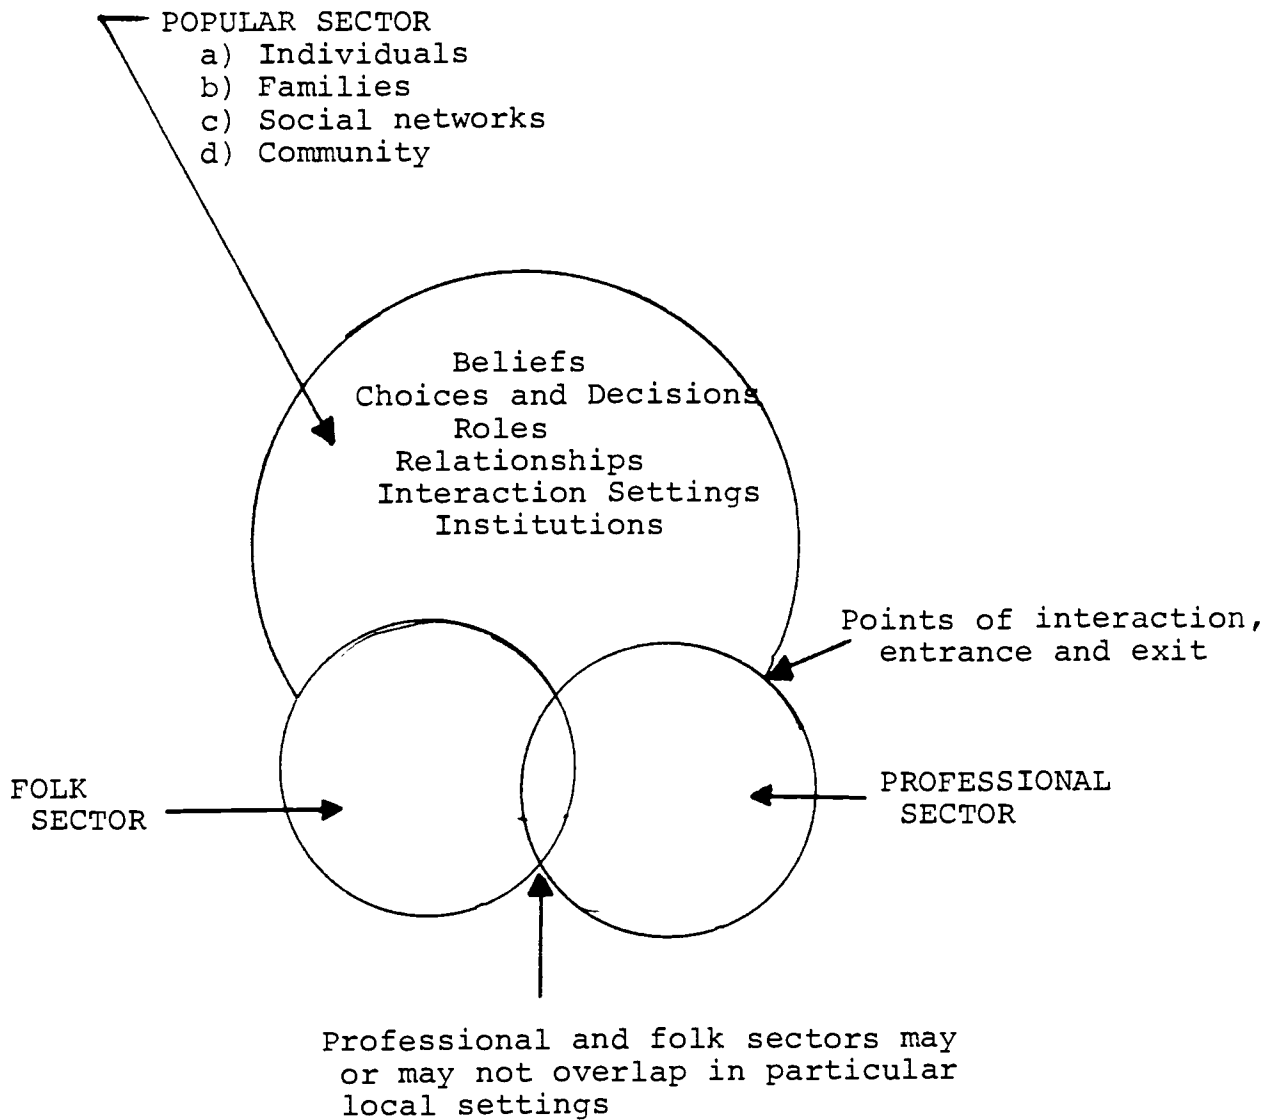 POPULAR SECTOR
a) Individuals
b) Families
c) Social networks
d) Community
Beliefs
Choices and Decisions
Roles
Relationships
Interaction Settings
Institutions
Points of interaction,
entrance and exit
FOLK
SECTOR
PROFESSIONAL
SECTOR
Professional and folk sectors may
or may not overlap in particular
local settings